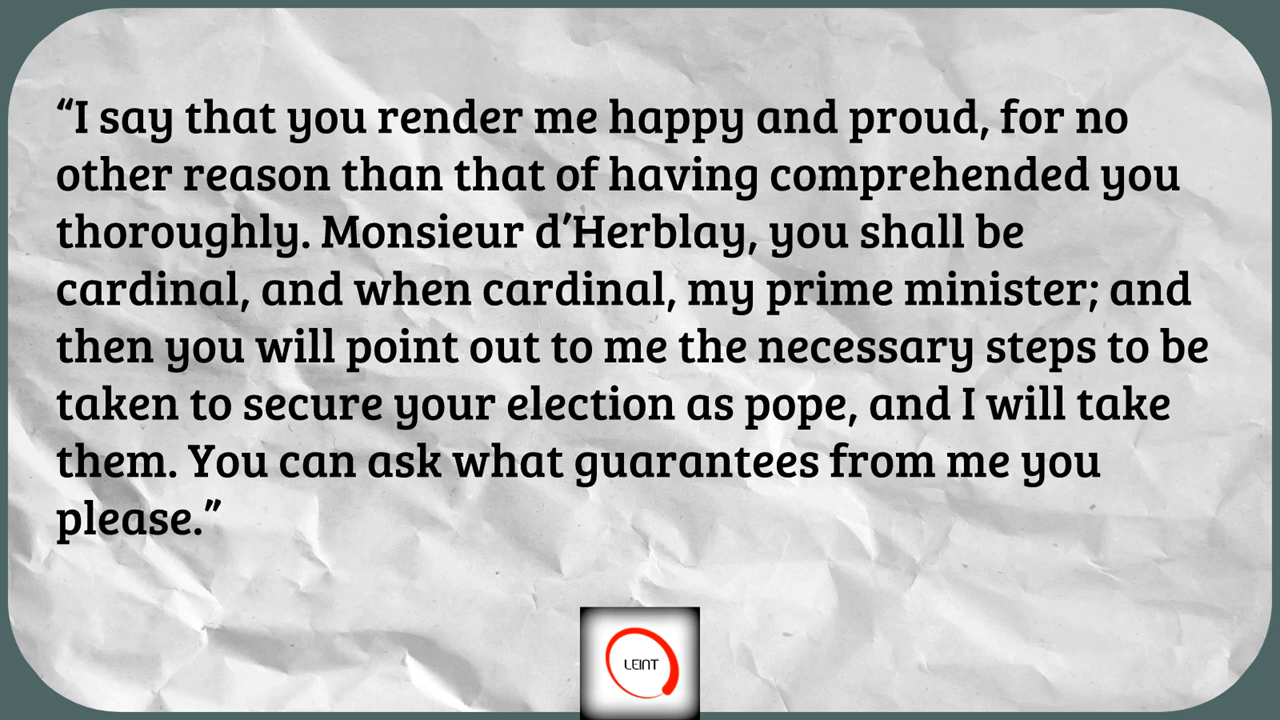 “I say that you render me happy and proud, for no
other reason than that of having comprehended you
thoroughly. Monsieur d’Herblay, you shall be
cardinal, and when cardinal, my prime minister; and
then you will point out to me the necessary steps to be
taken to secure your election as pope, and I will take
them. You can ask what guarantees from me you
please.”
LEINT